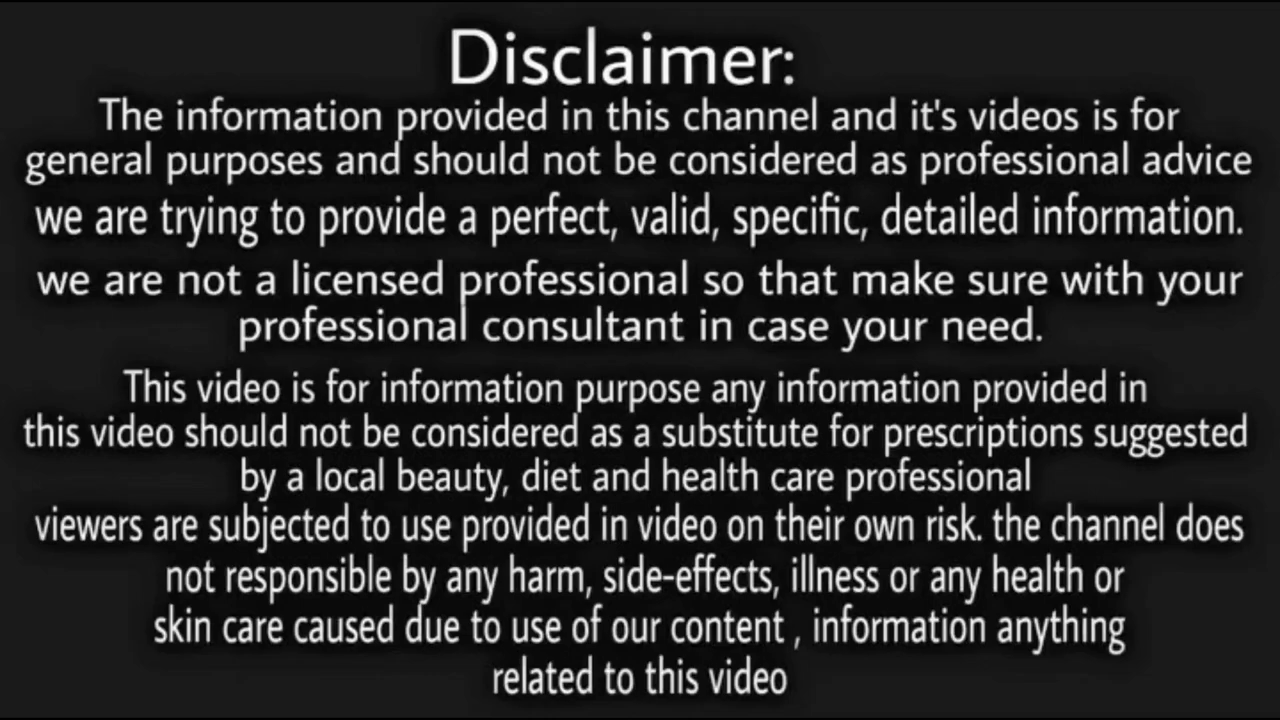 Disclaimer:
The information provided in this channel and it's videos is for
general purposes and should not be considered as professional advice
we are trying to provide a perfect, valid, specific, detailed information.
we are not a licensed professional so that make sure with your
professional consultant in case your need.
This video is for information purpose any information provided in
this video should not be considered as a substitute for prescriptions suggested
by a local beauty, diet and health care professional
viewers are subjected to use provided in video on their own risk. the channel does
not responsible by any harm, side-effects, illness or any health or
skin care caused due to use of our content , information anything
related to this video